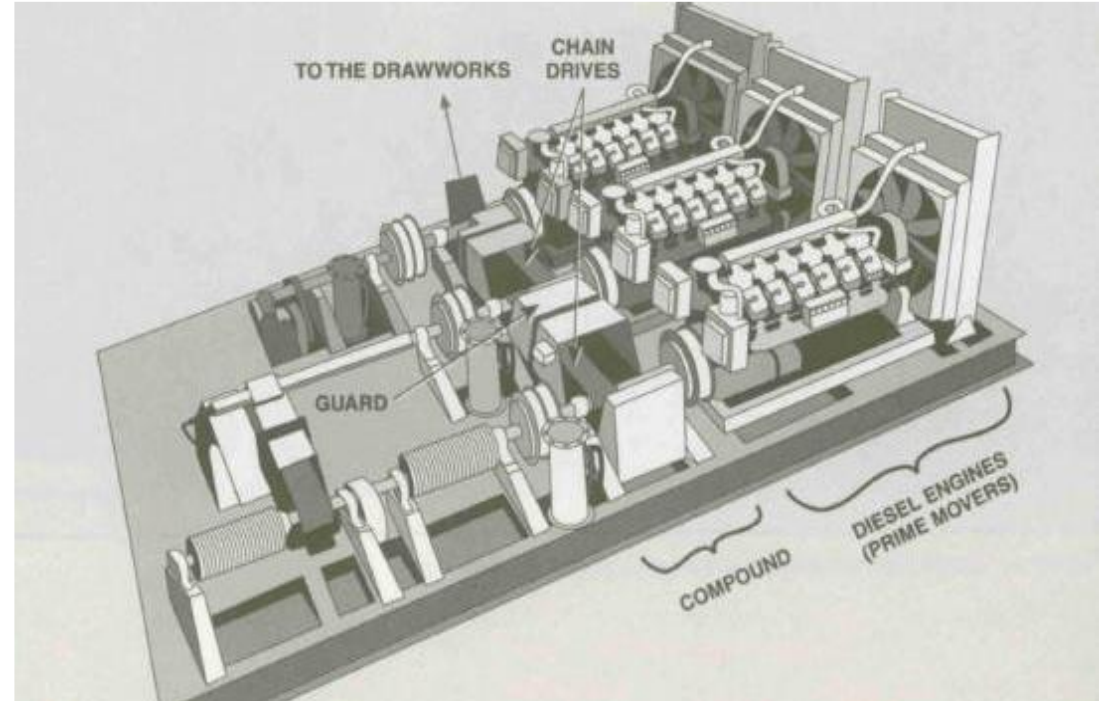 TO THE DRAWWORKS
CHAIN
DRIVES
GUARD
COMPOUND
DIESEL ENGINES
(PRIME MOVERS)